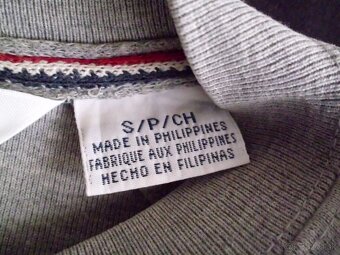 S/P/CH
MADE IN PHILIPPINES
FABRIQUE AUX PHILIPPINES
HECHO EN FILIPINAS